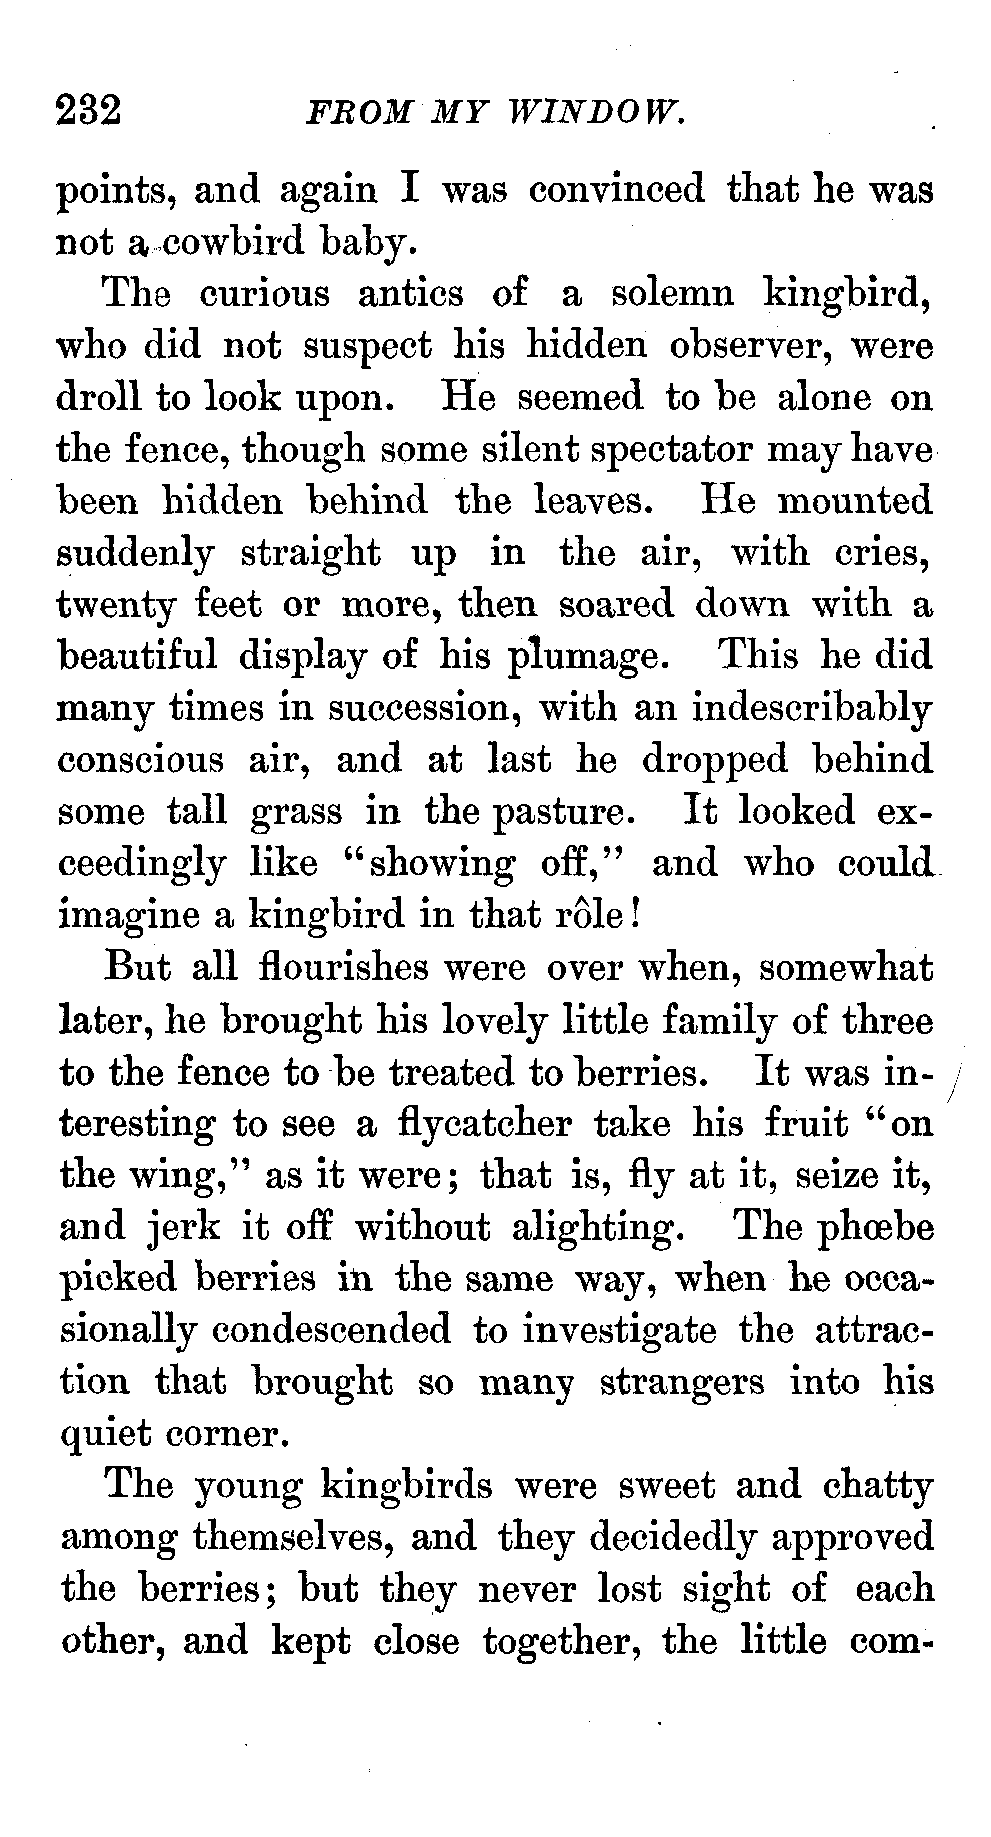 232 FROM MY WINDOW.
points, and again I was convinced that he was
not a cowbird baby.
The curious antics of a solemn kingbird,
who did not suspect his hidden observer, were
droll to look upon. He seemed to be alone on
the fence, though some silent spectator may have
been hidden behind the leaves. He mounted
suddenly straight up in the air, with cries,
twenty feet or more, then soared down with a
beautiful display of his plumage. This he did
many times in succession, with an indescribably
conscious air, and at last he dropped behind
some tall grass in the pasture. It looked ex-
ceedingly like “showing off,” and who could
imagine a kingbird in that rôle!
But all flourishes were over when, somewhat
later, he brought his lovely little family of three
to the fence to be treated to berries. It was in-
teresting to see a flycatcher take his fruit “on
the wing,” as it were; that is, fly at it, seize it,
and jerk it off without alighting. The phœbe
picked berries in the same way, when he occa-
sionally condescended to investigate the attrac-
tion that brought so many strangers into his
quiet corner.
The young kingbirds were sweet and chatty
among themselves, and they decidedly approved
the berries; but they never lost sight of each
other, and kept close together, the little com-